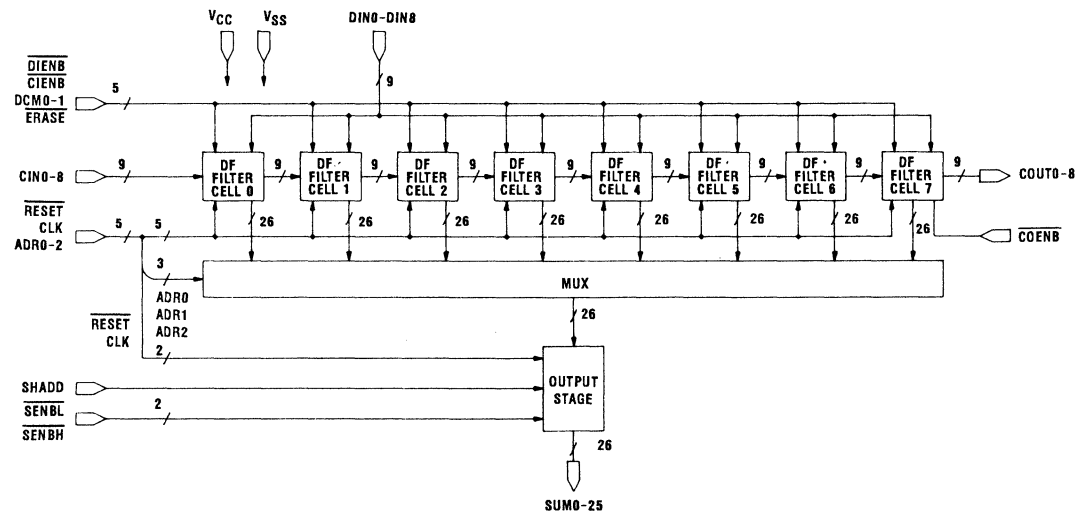 VCC
VSS
DIN0-DIN8
DIENB
CIENB
DCM0-1
ERASE
5
9
CIN0-8
9
DF
FILTER
CELL 0
9
DF
FILTER
CELL 1
9
DF
FILTER
CELL 2
9
DF
FILTER
CELL 3
9
DF
FILTER
CELL 4
9
DF
FILTER
CELL 5
9
DF
FILTER
CELL 6
9
DF
FILTER
CELL 7
9
COUT0-8
RESET
CLK
ADR0-2
5
5
26
26
26
26
26
26
26
26
COENB
3
ADR0
ADR1
ADR2
MUX
RESET
CLK
2
26
OUTPUT
STAGE
SHADD
SENBL
SENBH
2
26
SUM0-25